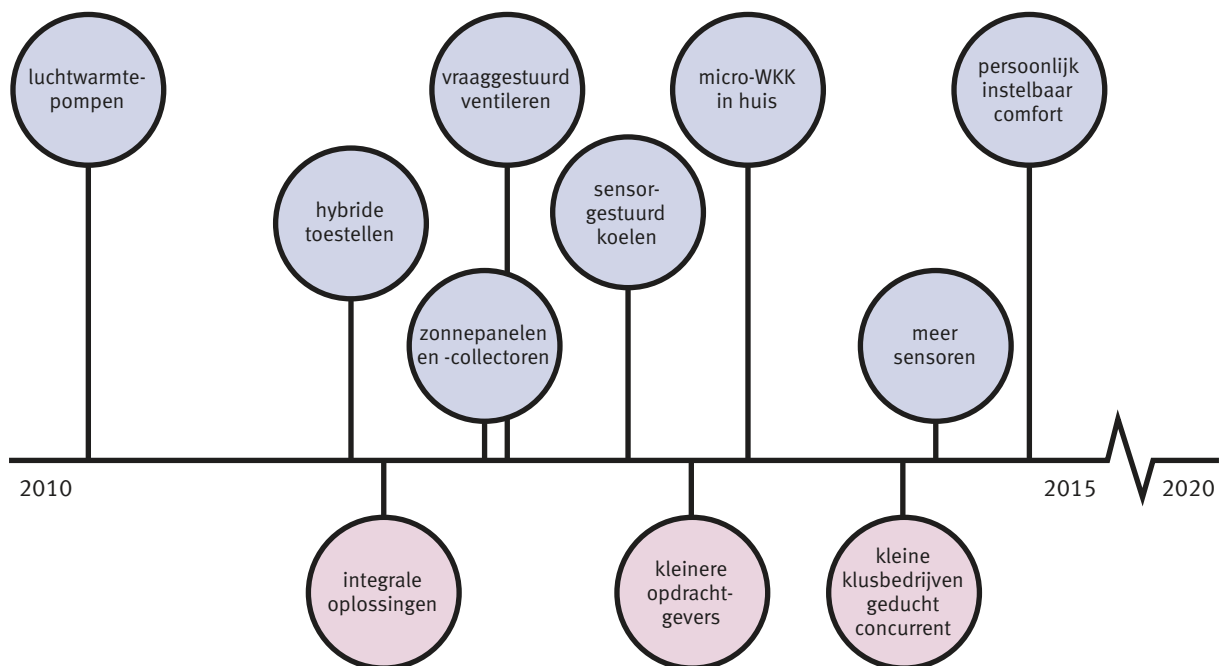 luchtwarmte-
pompen
vraaggestuurd
ventileren
micro-WKK
in huis
persoonlijk
instelbaar
comfort
hybride
toestellen
sensor-
gestuurd
koelen
zonnepanelen
en -collectoren
meer
sensoren
2010
2015
2020
integrale
oplossingen
kleinere
opdracht-
gevers
kleine
klusbedrijven
geducht
concurrent